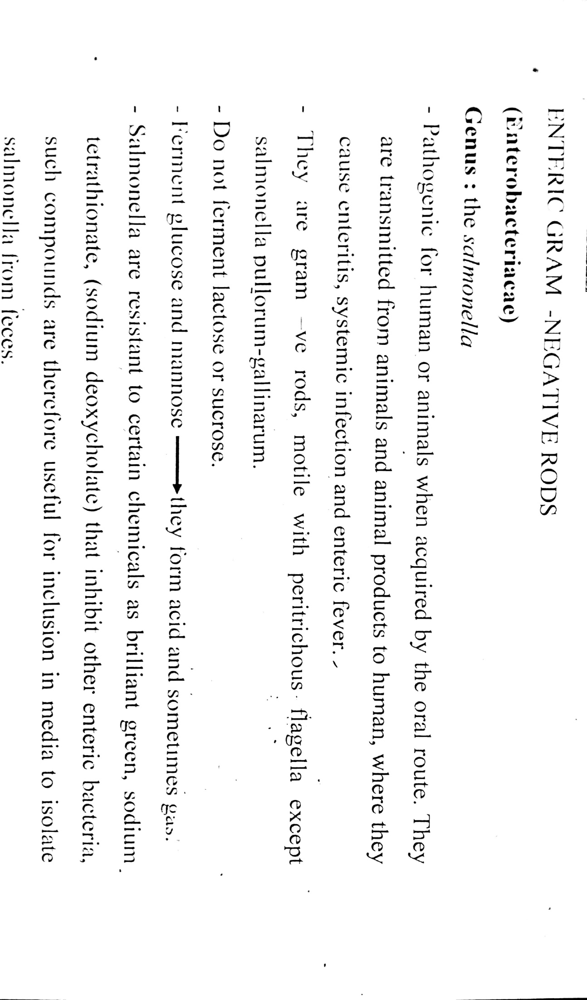 ENTERIC GRAM -NEGATIVE RODS
(Enterobacteriacae)
Genus : the salmonella
- Pathogenic for human or animals when acquired by the oral route. They
are transmitted from animals and animal products to human, where they
cause enteritis, systemic infection and enteric fever.
- They are gram –ve rods, motile with peritrichous flagella except
salmonella pullorum-gallinarum.
- Do not ferment lactose or sucrose.
- Ferment glucose and mannose → they form acid and sometimes gas.
- Salmonella are resistant to certain chemicals as brilliant green, sodium
tetrathionate, (sodium deoxycholate) that inhibit other enteric bacteria,
such compounds are therefore useful for inclusion in media to isolate
salmonella from feces.